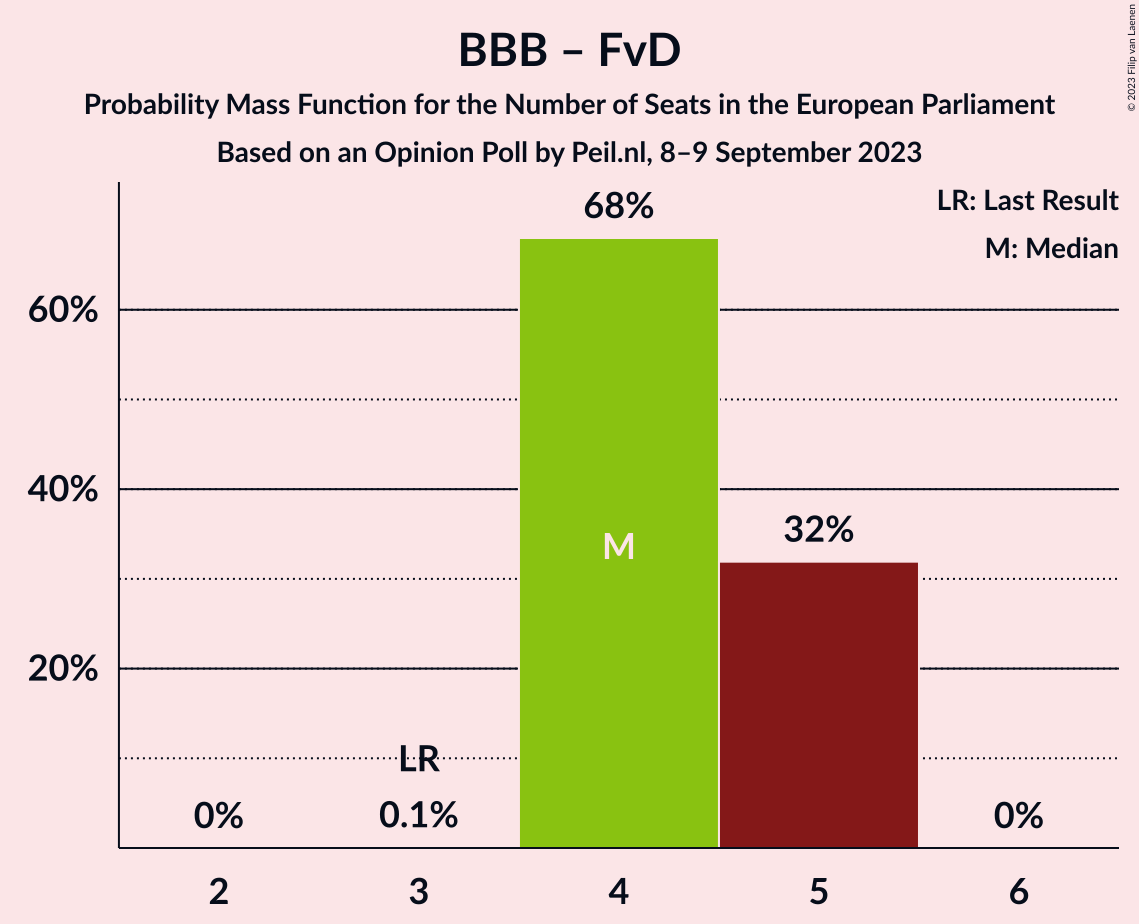 BBB – FvD
Probability Mass Function for the Number of Seats in the European Parliament
Based on an Opinion Poll by Peil.nl, 8–9 September 2023
© 2023 Filip van Laenen
LR: Last Result
M: Median
68%
60%
40%
32%
M
20%
LR
0%
0.1%
0%
2
3
4
5
6